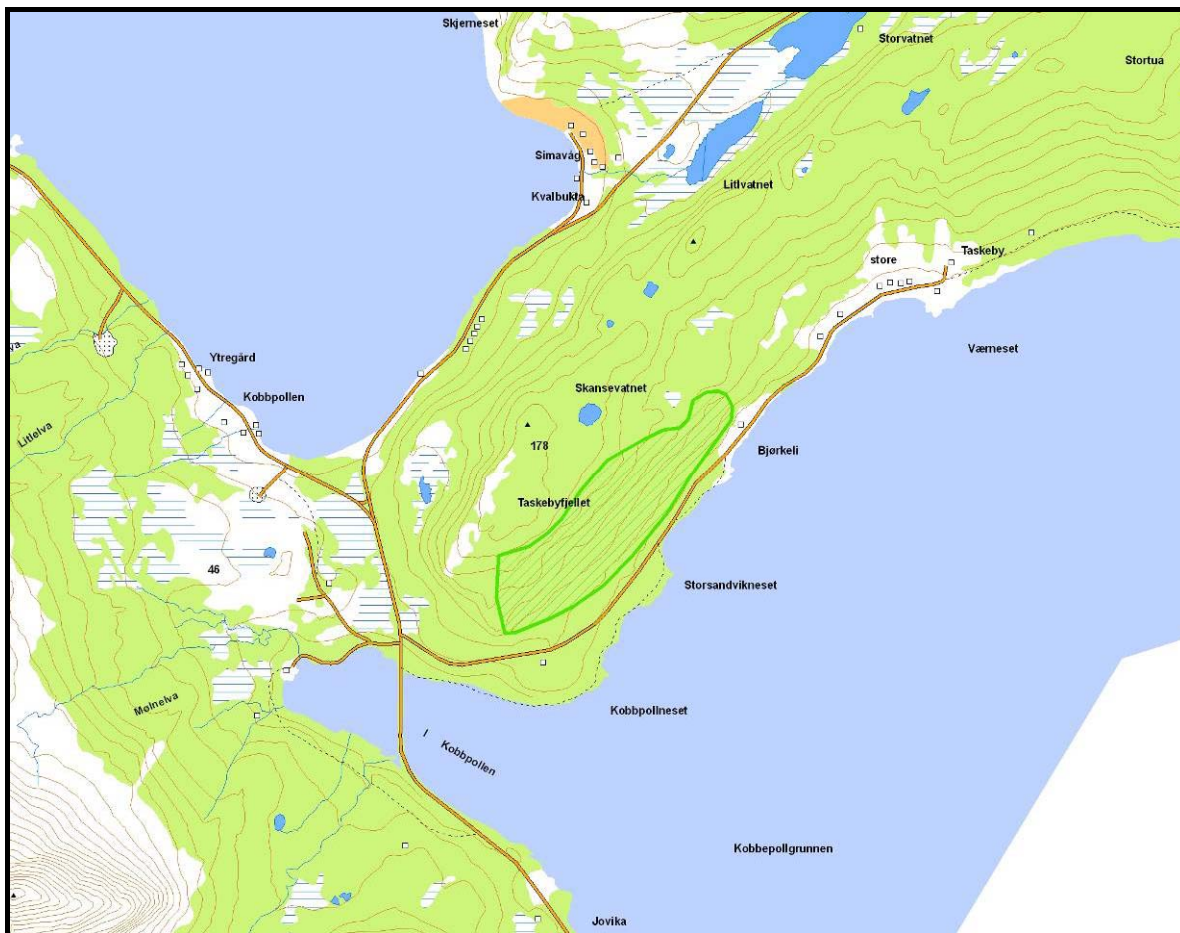 Skjerneset
Storvatnet
Stortua
Simavåg
Litlvatnet
Kvalbukta
Taskeby
store
Værneset
Ytregård
Skansevatnet
Kobbpollen
Litlelva
178
Bjørkeli
Taskebyfjellet
46
Storsandvikneset
Mølnelva
Kobbpollneset
Kobbpollen
Kobbepollgrunnen
Jovika